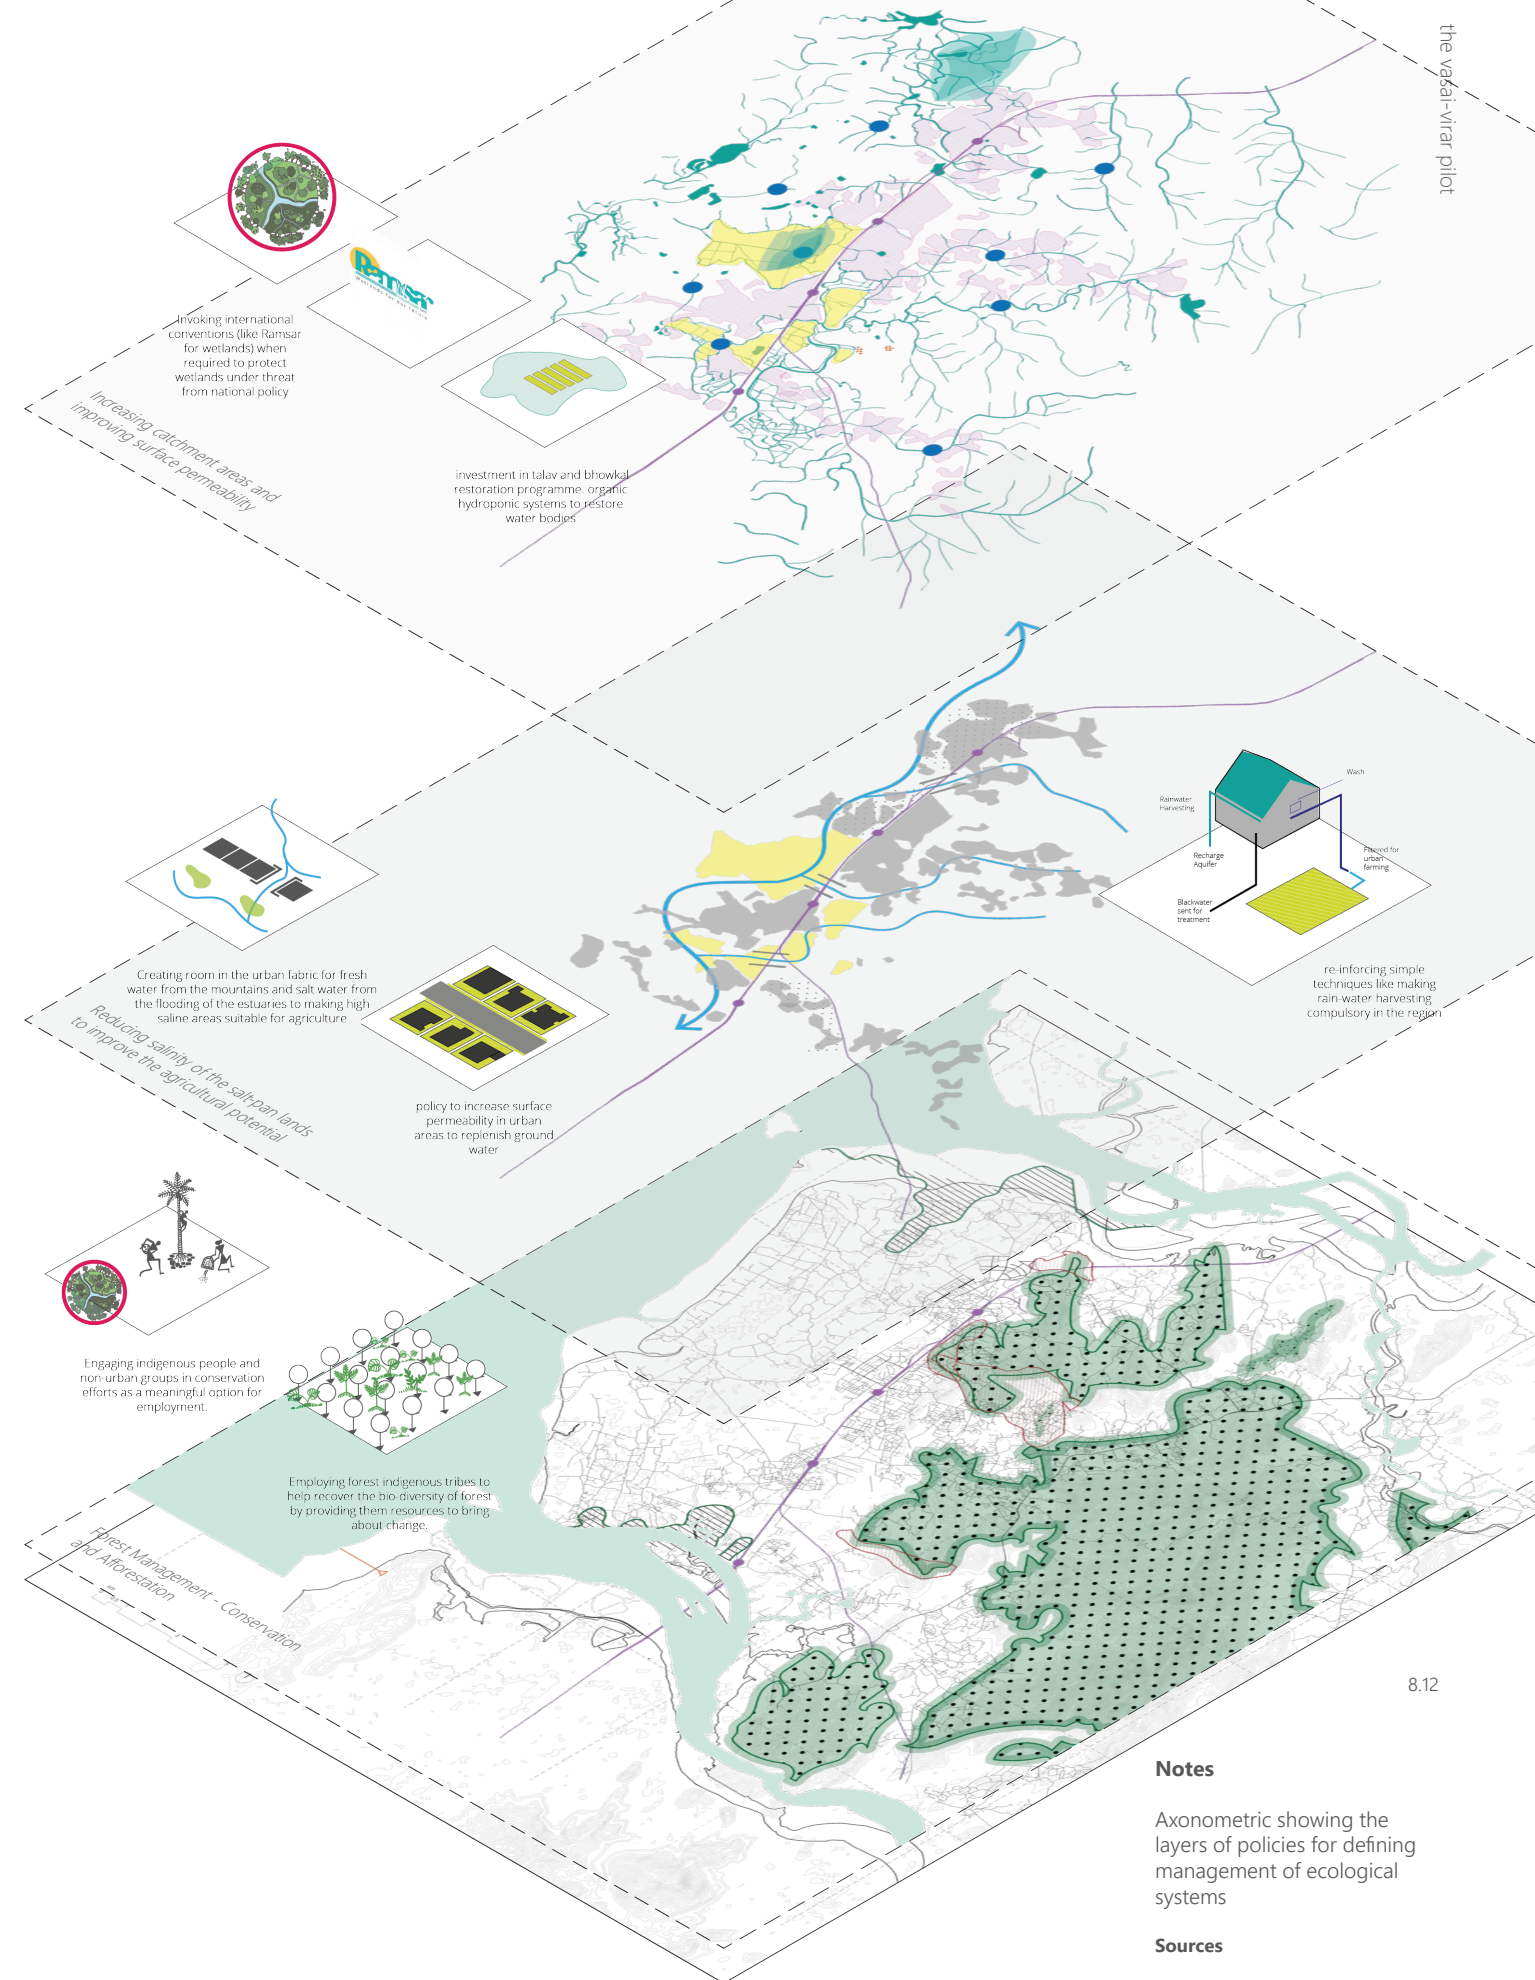 the vasai-virar pilot
Ramsar
Invoking international
conventions (like Ramsar
for wetlands) when
required to protect
wetlands under threat
from national policy
Increasing catchment areas and
improving surface permeability
investment in talav and bhowkal
restoration programme. organic
hydroponic systems to restore
water bodies
Wash
Rainwater
Harvesting
Recharge
Aquifer
Filtered for
urban
farming
Blackwater
sent for
treatment
re-inforcing simple
techniques like making
rain-water harvesting
compulsory in the region
Creating room in the urban fabric for fresh
water from the mountains and salt water from
the flooding of the estuaries to making high
saline areas suitable for agriculture
Reducing salinity of the salt-pan lands
to improve the agricultural potential
policy to increase surface
permeability in urban
areas to replenish ground
water
Engaging indigenous people and
non-urban groups in conservation
efforts as a meaningful option for
employment.
Employing forest indigenous tribes to
help recover the bio-diversity of forest
by providing them resources to bring
about change.
Forest Management - Conservation
and Afforestation
8.12
Notes
Axonometric showing the
layers of policies for defining
management of ecological
systems
Sources